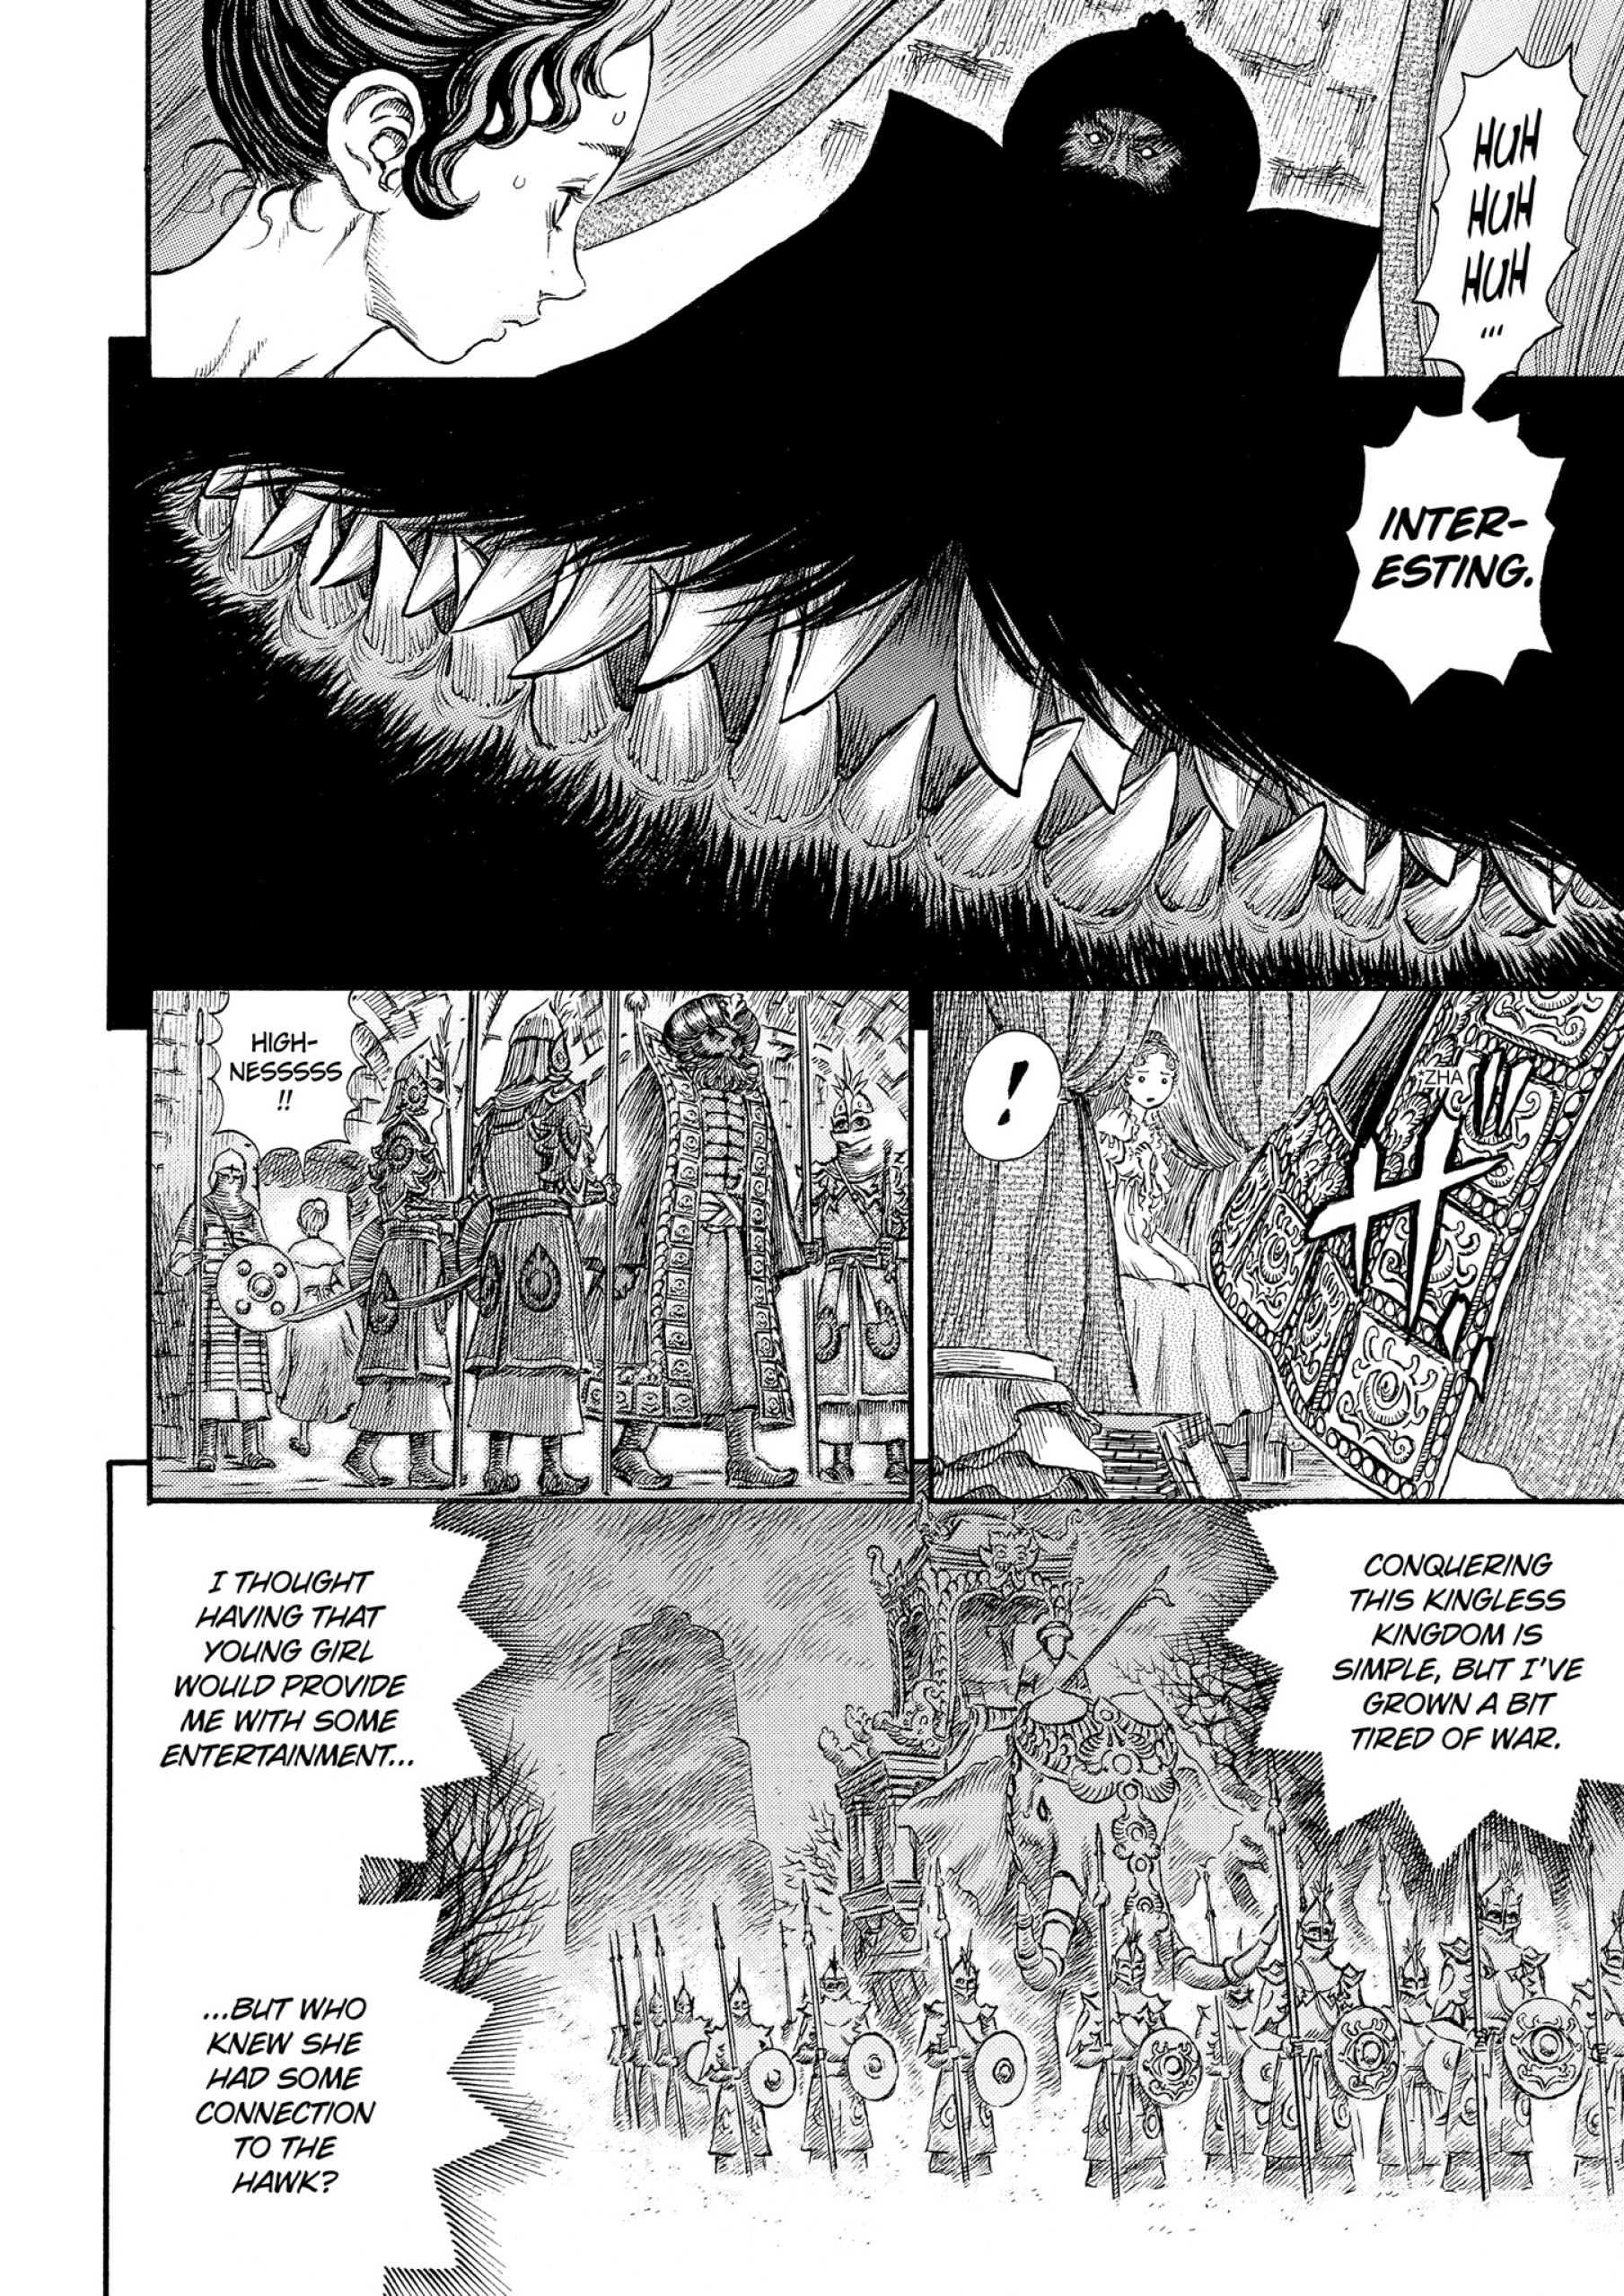 HUH
HUH
HUH
...
INTER-
ESTING.
*ZHA
ザ
!
HIGH-
NESSSSS
!!
CONQUERING
THIS KINGLESS
KINGDOM IS
SIMPLE, BUT I'VE
GROWN A BIT
TIRED OF WAR.
I THOUGHT
HAVING THAT
YOUNG GIRL
WOULD PROVIDE
ME WITH SOME
ENTERTAINMENT...
...BUT WHO
KNEW SHE
HAD SOME
CONNECTION
TO THE
HAWK?